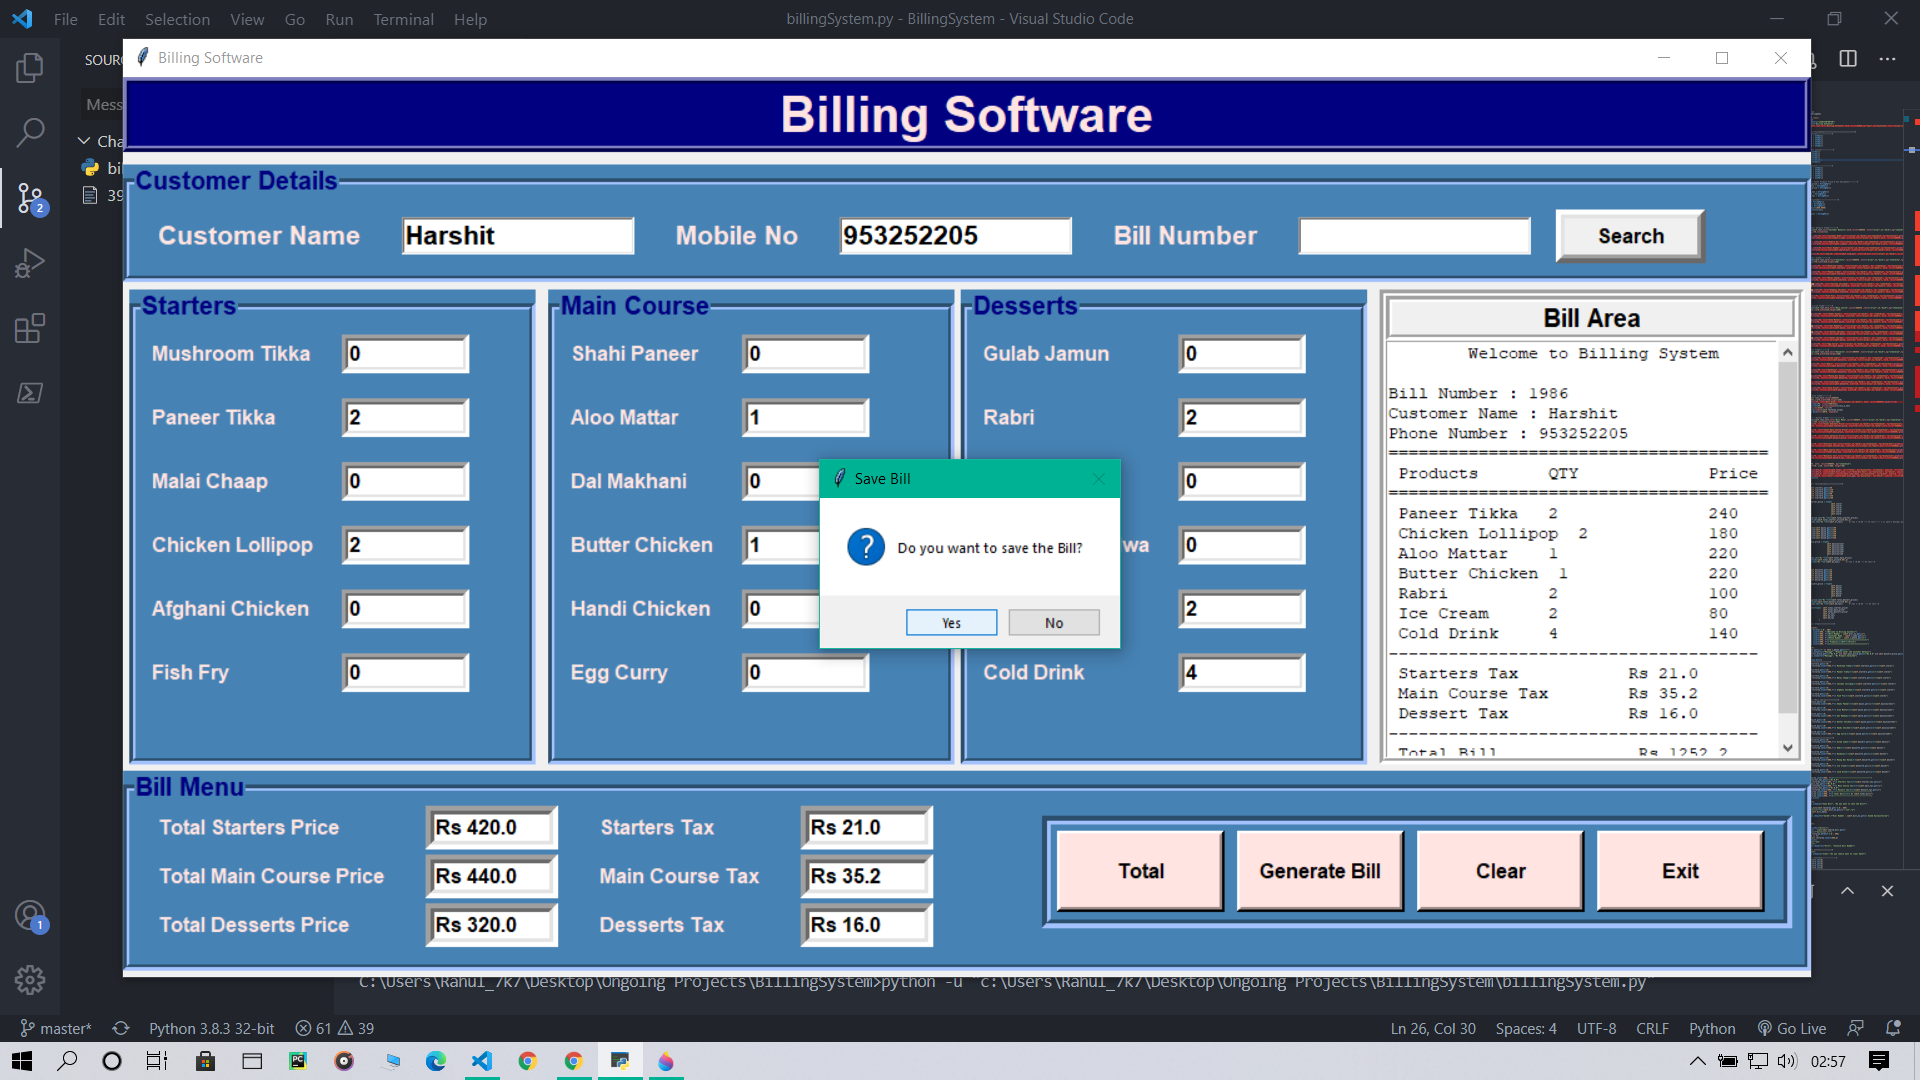 File Edit Selection View Go Run Terminal Help
billingSystem.py - BillingSystem - Visual Studio Code
Billing Software
Billing Software
Customer Details
Customer Name Harshit Mobile No 953252205 Bill Number Search
Starters
Mushroom Tikka 0
Paneer Tikka 2
Malai Chaap 0
Chicken Lollipop 2
Afghani Chicken 0
Fish Fry 0
Main Course
Shahi Paneer 0
Aloo Mattar 1
Dal Makhani 0
Butter Chicken 1
Handi Chicken 0
Egg Curry 0
Desserts
Gulab Jamun 0
Rabri 2
0
wa 0
2
Cold Drink 4
Save Bill
? Do you want to save the Bill?
Yes No
Bill Area
Welcome to Billing System
Bill Number : 1986
Customer Name : Harshit
Phone Number : 953252205
======================================
Products QTY Price
======================================
Paneer Tikka 2 240
Chicken Lollipop 2 180
Aloo Mattar 1 220
Butter Chicken 1 220
Rabri 2 100
Ice Cream 2 80
Cold Drink 4 140
-------------------------------------
Starters Tax Rs 21.0
Main Course Tax Rs 35.2
Dessert Tax Rs 16.0
-------------------------------------
Total Bill Rs 1252.2
Bill Menu
Total Starters Price Rs 420.0 Starters Tax Rs 21.0
Total Main Course Price Rs 440.0 Main Course Tax Rs 35.2
Total Desserts Price Rs 320.0 Desserts Tax Rs 16.0
Total Generate Bill Clear Exit
SOUR
Mess
Cha
bi
39
2
1
C:\Users\Rahul_7k7\Desktop\Ongoing Projects\BillingSystem>python -u "c:\Users\Rahul_7k7\Desktop\Ongoing Projects\BillingSystem\billingSystem.py"
master* Python 3.8.3 32-bit 61 39 Ln 26, Col 30 Spaces: 4 UTF-8 CRLF Python Go Live
PC
02:57